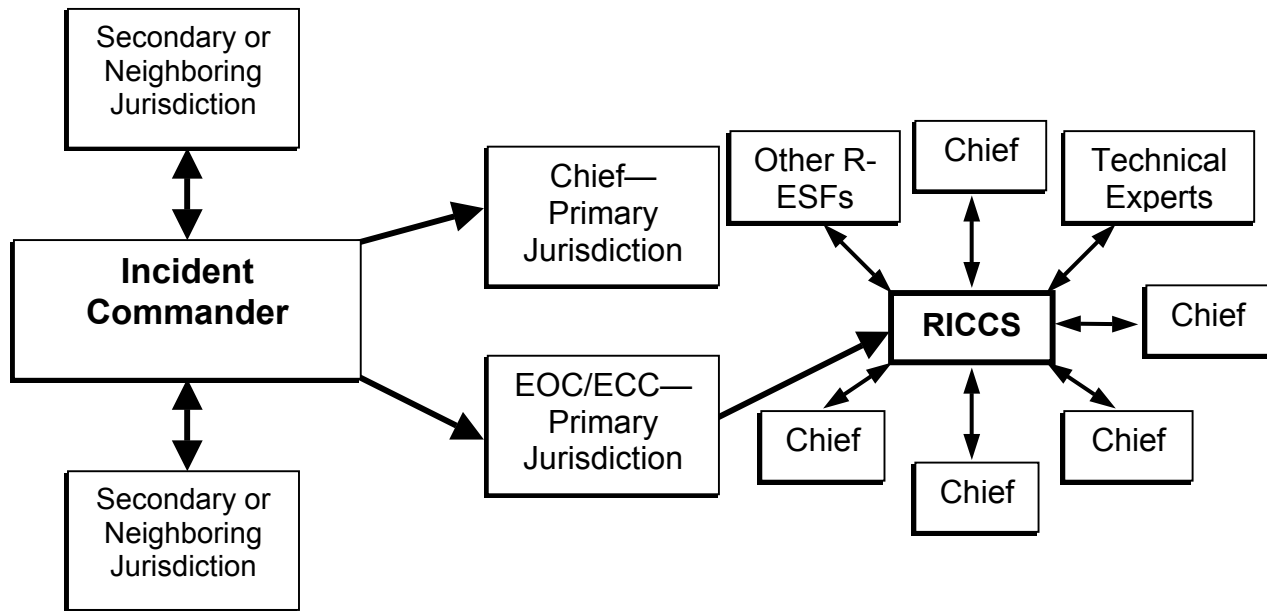 Secondary or
Neighboring
Jurisdiction
Incident
Commander
Secondary or
Neighboring
Jurisdiction
Chief—
Primary
Jurisdiction
EOC/ECC—
Primary
Jurisdiction
Other R-
ESFs
Chief
Technical
Experts
RICCS
Chief
Chief
Chief
Chief